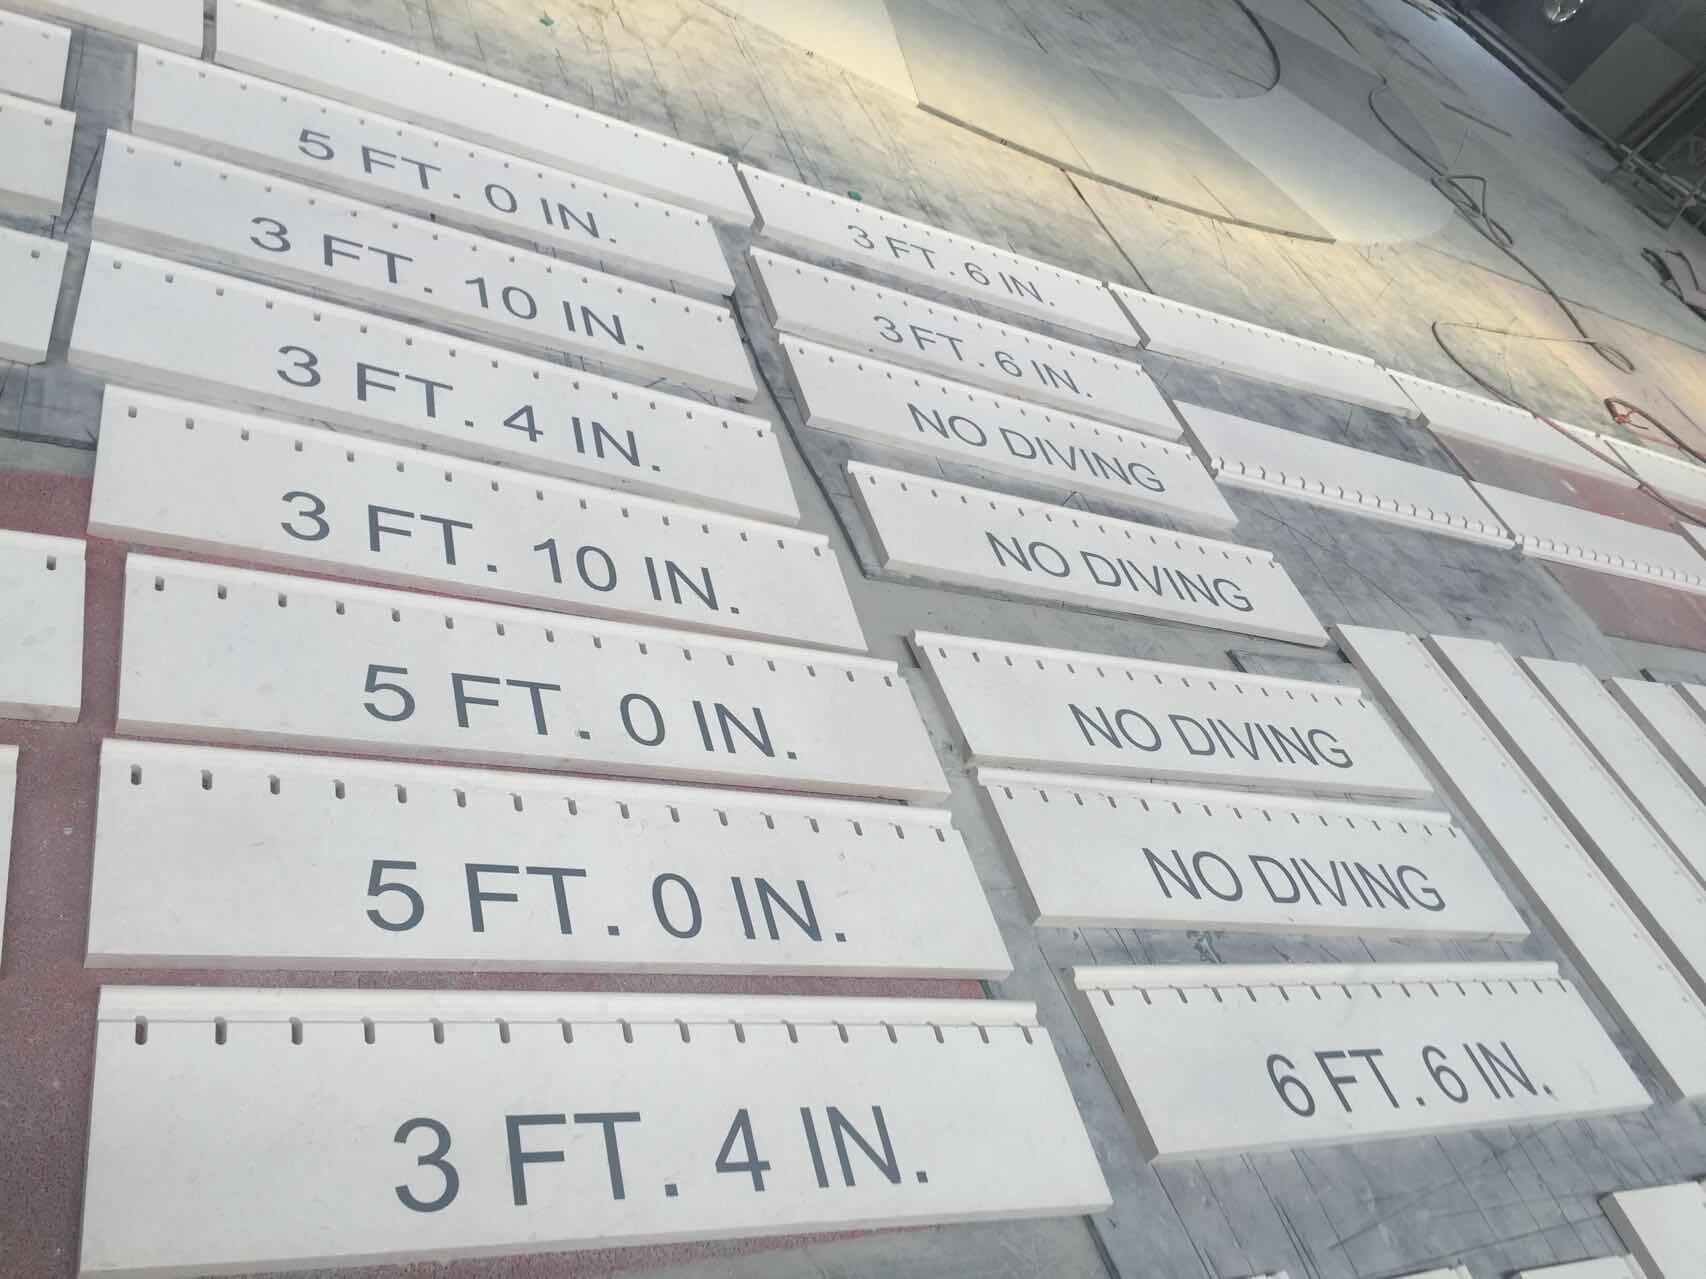 5 FT. 0 IN.
3 FT. 10 IN.
3 FT. 4 IN.
3 FT. 10 IN.
5 FT. 0 IN.
5 FT. 0 IN.
3 FT. 4 IN.
3 FT. 6 IN.
3 FT. 6 IN.
NO DIVING
NO DIVING
NO DIVING
NO DIVING
6 FT. 6 IN.